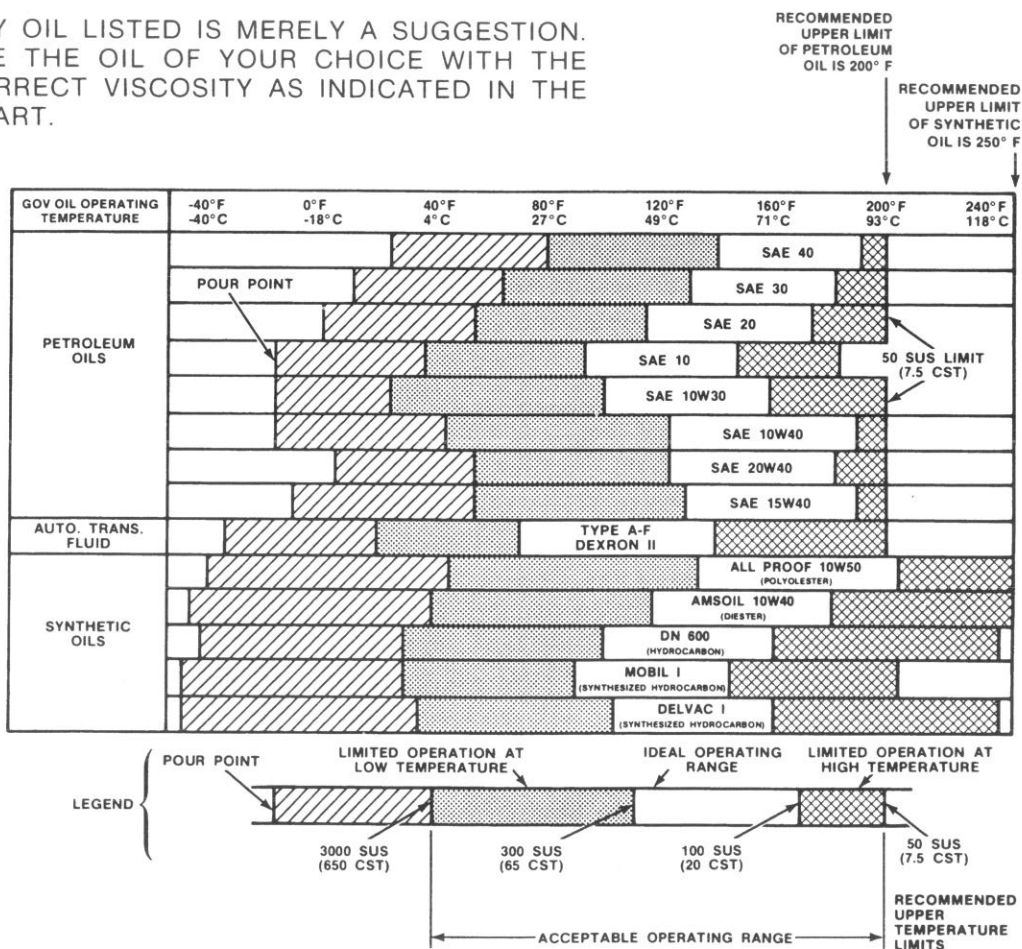 Y OIL LISTED IS MERELY A SUGGESTION.
E THE OIL OF YOUR CHOICE WITH THE
RRECT VISCOSITY AS INDICATED IN THE
ART.
RECOMMENDED
UPPER LIMIT
OF PETROLEUM
OIL IS 200° F
RECOMMENDED
UPPER LIMIT
OF SYNTHETIC
OIL IS 250° F
GOV OIL OPERATING
TEMPERATURE
-40°F 0°F 40°F 80°F 120°F 160°F 200°F 240°F
-40°C -18°C 4°C 27°C 49°C 71°C 93°C 118°C
PETROLEUM
OILS
POUR POINT
SAE 40
SAE 30
SAE 20
SAE 10
SAE 10W30
SAE 10W40
SAE 20W40
SAE 15W40
50 SUS LIMIT
(7.5 CST)
AUTO. TRANS.
FLUID
TYPE A-F
DEXRON II
SYNTHETIC
OILS
ALL PROOF 10W50
(POLYOLESTER)
AMSOIL 10W40
(DIESTER)
DN 600
(HYDROCARBON)
MOBIL I
(SYNTHESIZED HYDROCARBON)
DELVAC I
(SYNTHESIZED HYDROCARBON)
LEGEND
POUR POINT
LIMITED OPERATION AT
LOW TEMPERATURE
IDEAL OPERATING
RANGE
LIMITED OPERATION AT
HIGH TEMPERATURE
3000 SUS
(650 CST)
300 SUS
(65 CST)
100 SUS
(20 CST)
50 SUS
(7.5 CST)
ACCEPTABLE OPERATING RANGE
RECOMMENDED
UPPER
TEMPERATURE
LIMITS